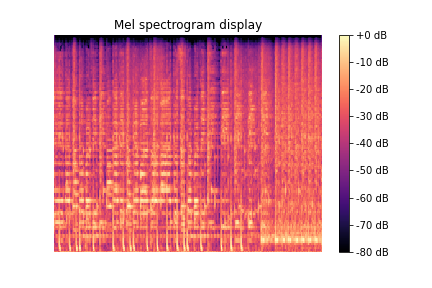 Mel spectrogram display
+0 dB
-10 dB
-20 dB
-30 dB
-40 dB
-50 dB
-60 dB
-70 dB
-80 dB